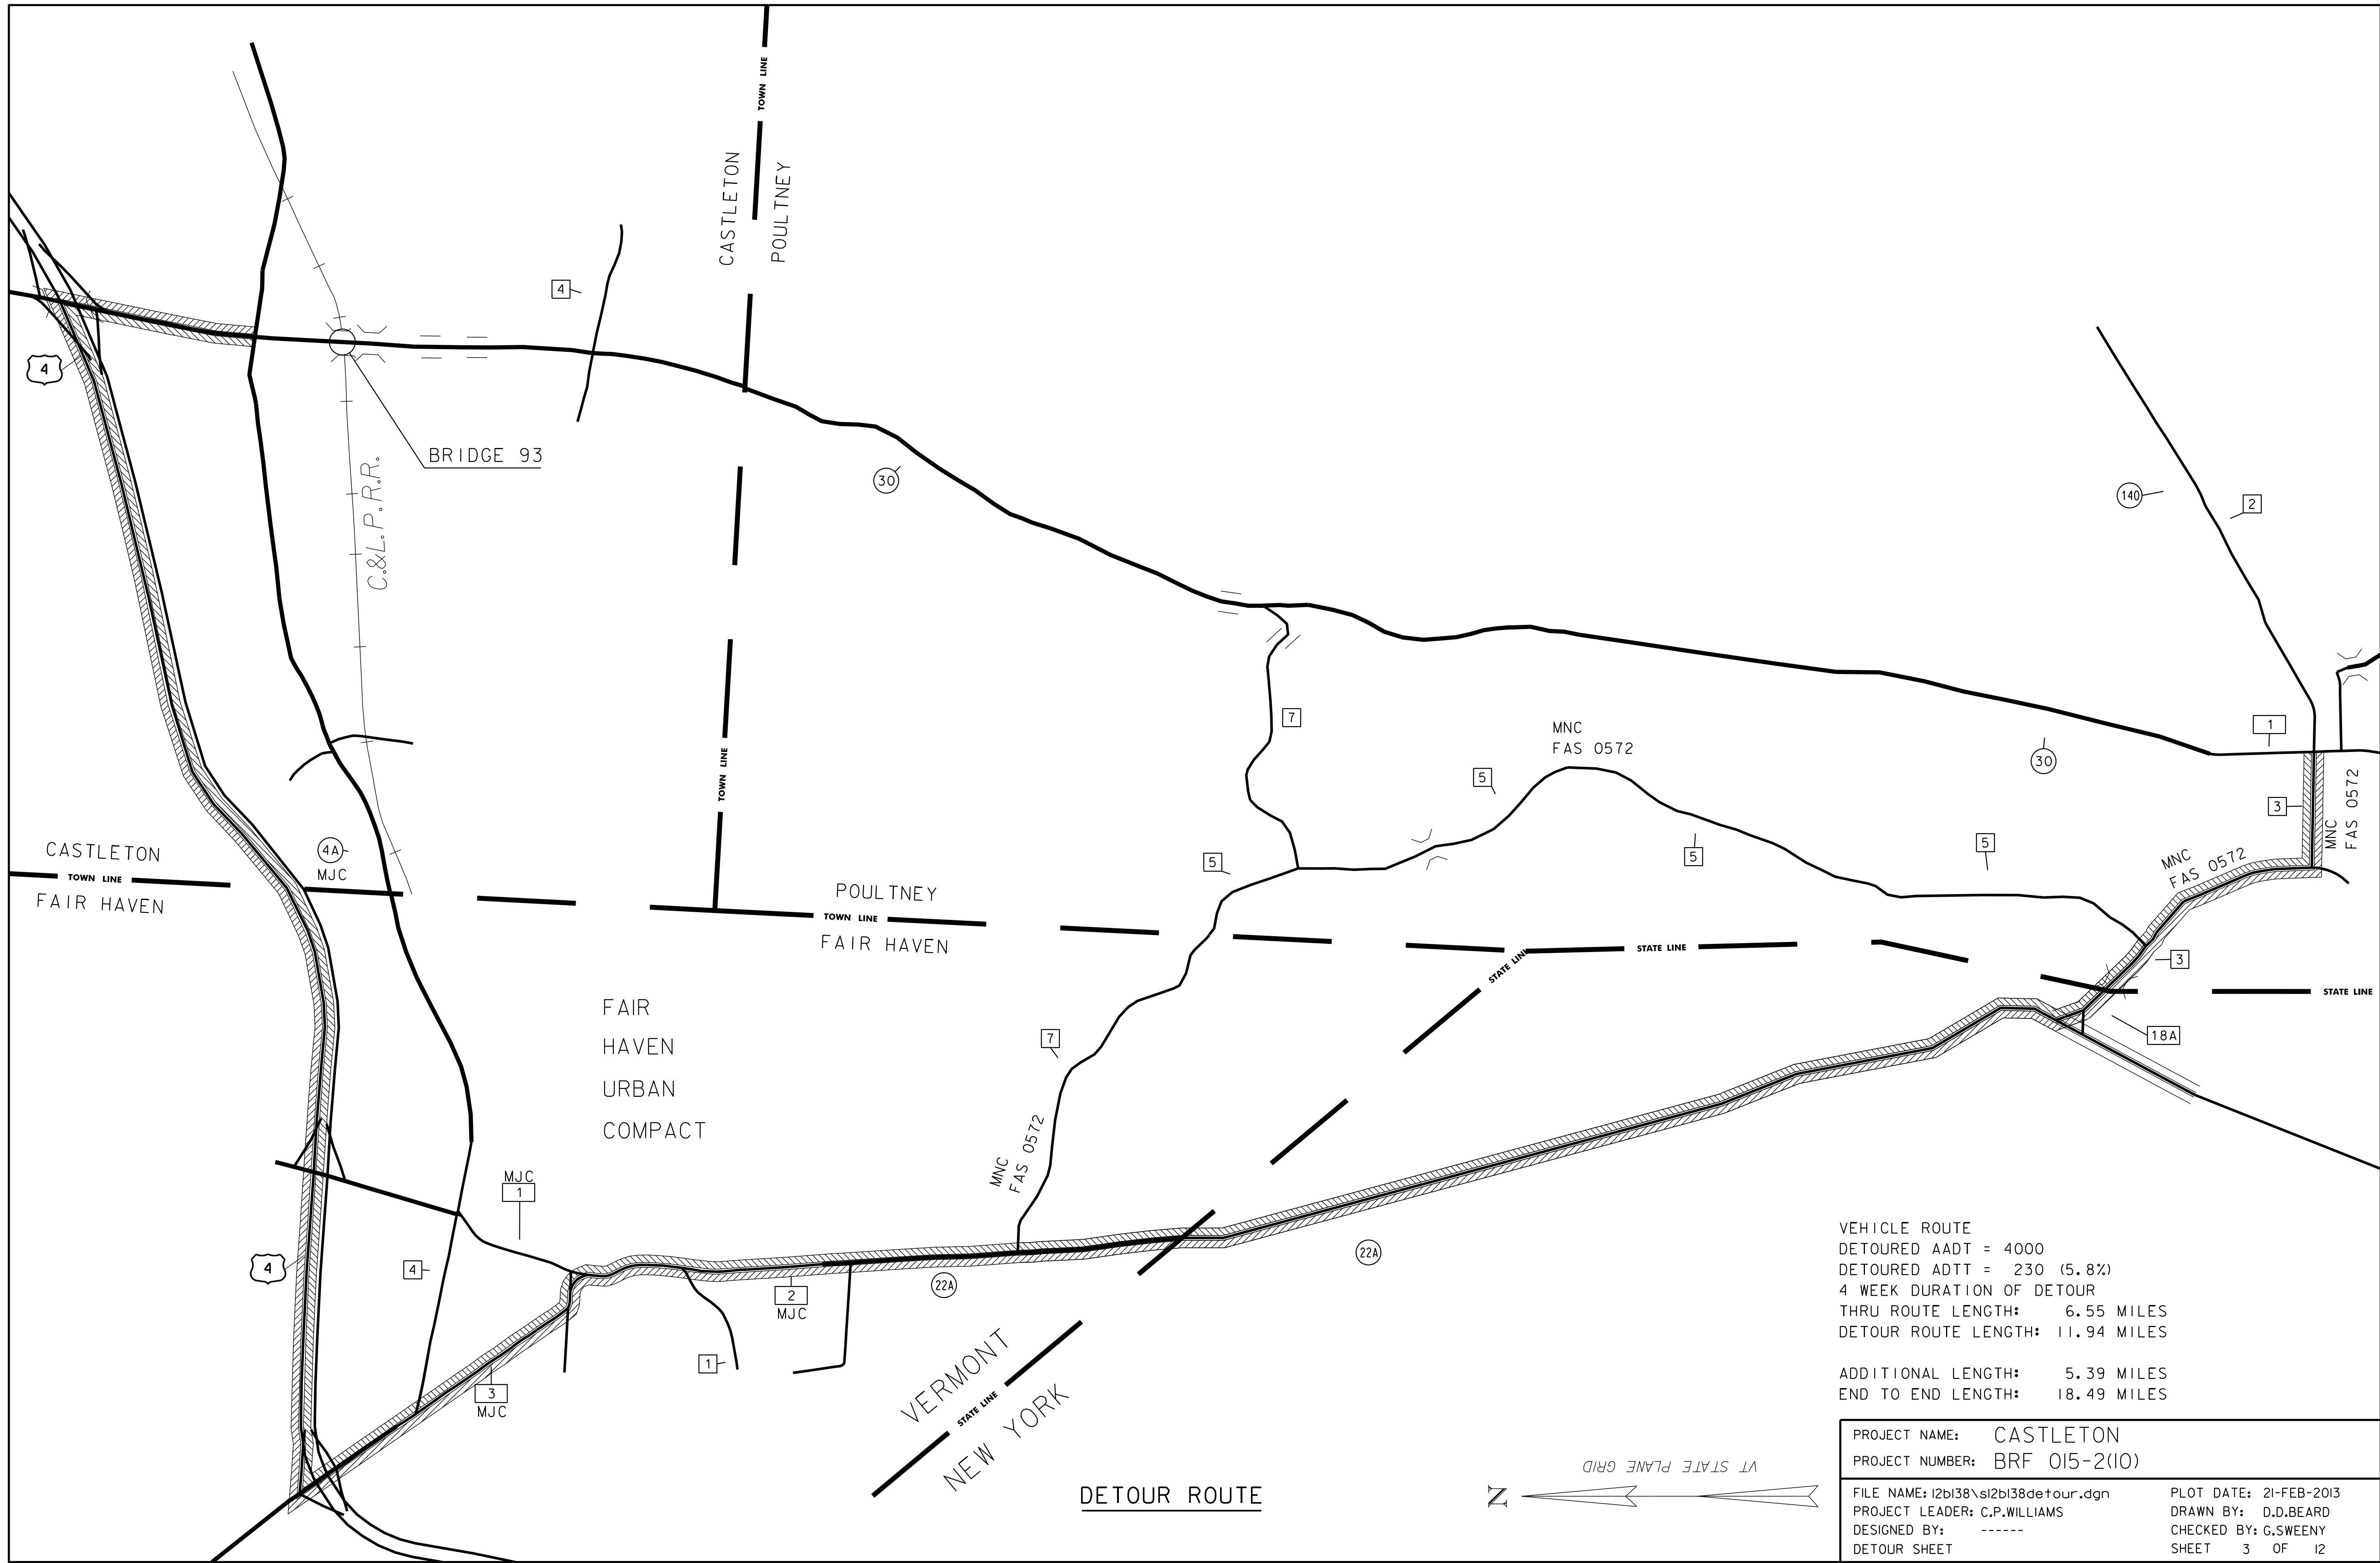 TOWN LINE
CASTLETON
POULTNEY
4
4
BRIDGE 93
C.&L.P.R.R.
30
140
2
TOWN LINE
7
MNC
FAS 0572
5
30
1
3
MNC
FAS 0572
CASTLETON
TOWN LINE
FAIR HAVEN
4A
MJC
POULTNEY
TOWN LINE
FAIR HAVEN
5
5
5
MNC
FAS 0572
STATE LINE
STATE LINE
3
STATE LINE
18A
FAIR
HAVEN
URBAN
COMPACT
7
MNC
FAS 0572
MJC
1
4
4
22A
22A
2
MJC
1
3
MJC
VERMONT
STATE LINE
NEW YORK
VEHICLE ROUTE
DETOURED AADT = 4000
DETOURED ADTT = 230 (5.8%)
4 WEEK DURATION OF DETOUR
THRU ROUTE LENGTH: 6.55 MILES
DETOUR ROUTE LENGTH: 11.94 MILES
ADDITIONAL LENGTH: 5.39 MILES
END TO END LENGTH: 18.49 MILES
DETOUR ROUTE
VT STATE PLANE GRID
N
PROJECT NAME: CASTLETON
PROJECT NUMBER: BRF 015-2(10)
FILE NAME: 12b138\s12b138detour.dgn PLOT DATE: 21-FEB-2013
PROJECT LEADER: C.P.WILLIAMS DRAWN BY: D.D.BEARD
DESIGNED BY: ------ CHECKED BY: G.SWEENY
DETOUR SHEET SHEET 3 OF 12